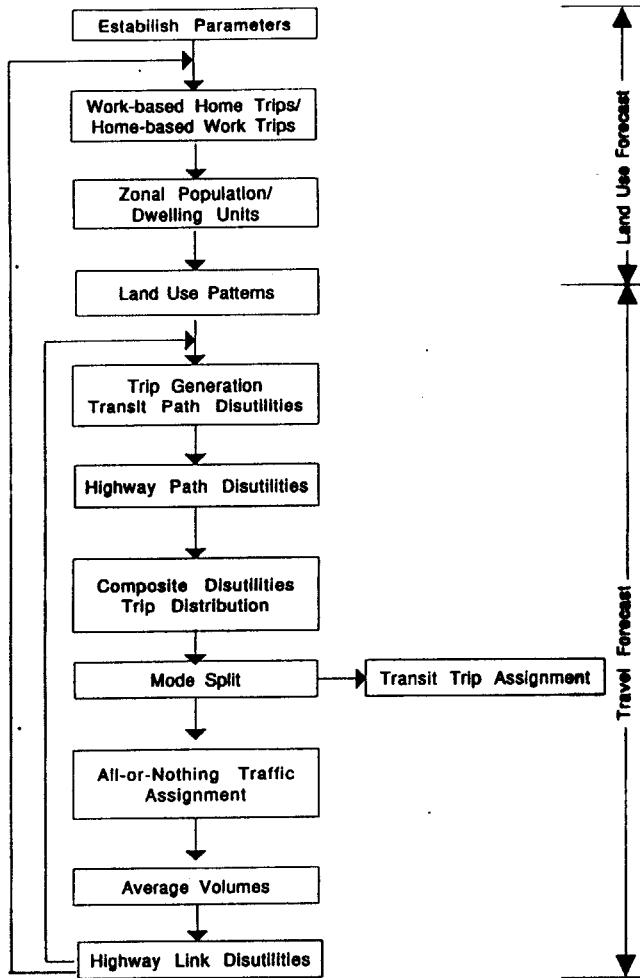 Estabilish Parameters
Work-based Home Trips/
Home-based Work Trips
Zonal Population/
Dwelling Units
Land Use Patterns
Trip Generation
Transit Path Disutilities
Highway Path Disutilities
Composite Disutilities
Trip Distribution
Mode Split
Transit Trip Assignment
All-or-Nothing Traffic
Assignment
Average Volumes
Highway Link Disutilities
Land Use Forecast
Travel Forecast